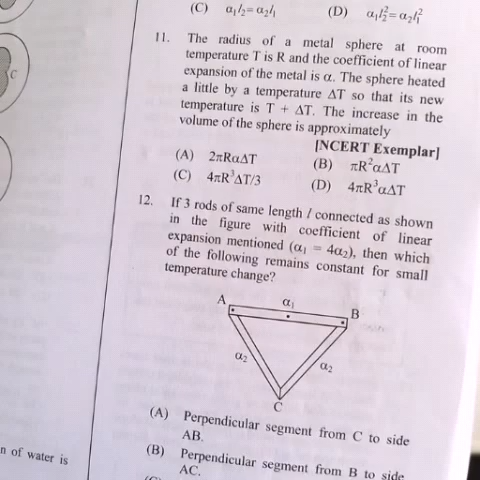 (C) α₁l₂ = α₂l₁ (D) α₁l₂² = α₂l₁²
11. The radius of a metal sphere at room
temperature T is R and the coefficient of linear
expansion of the metal is α. The sphere heated
a little by a temperature ΔT so that its new
temperature is T + ΔT. The increase in the
volume of the sphere is approximately
[NCERT Exemplar]
(A) 2πRαΔT (B) πR²αΔT
(C) 4πR³ΔT/3 (D) 4πR³αΔT
12. If 3 rods of same length l connected as shown
in the figure with coefficient of linear
expansion mentioned (α₁ = 4α₂), then which
of the following remains constant for small
temperature change?
A α₁ B
α₂ α₂
C
(A) Perpendicular segment from C to side
AB.
(B) Perpendicular segment from B to side
AC.
n of water is
C